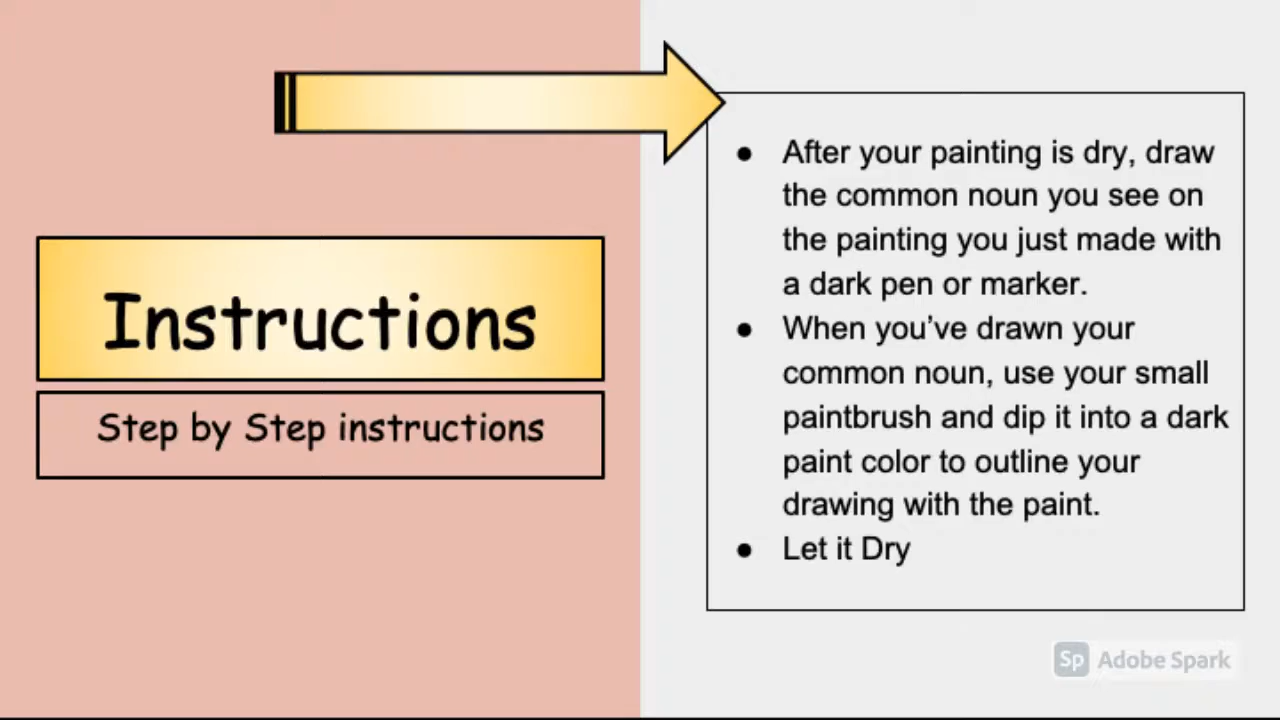 Instructions
Step by Step instructions
● After your painting is dry, draw
the common noun you see on
the painting you just made with
a dark pen or marker.
● When you’ve drawn your
common noun, use your small
paintbrush and dip it into a dark
paint color to outline your
drawing with the paint.
● Let it Dry
Sp Adobe Spark